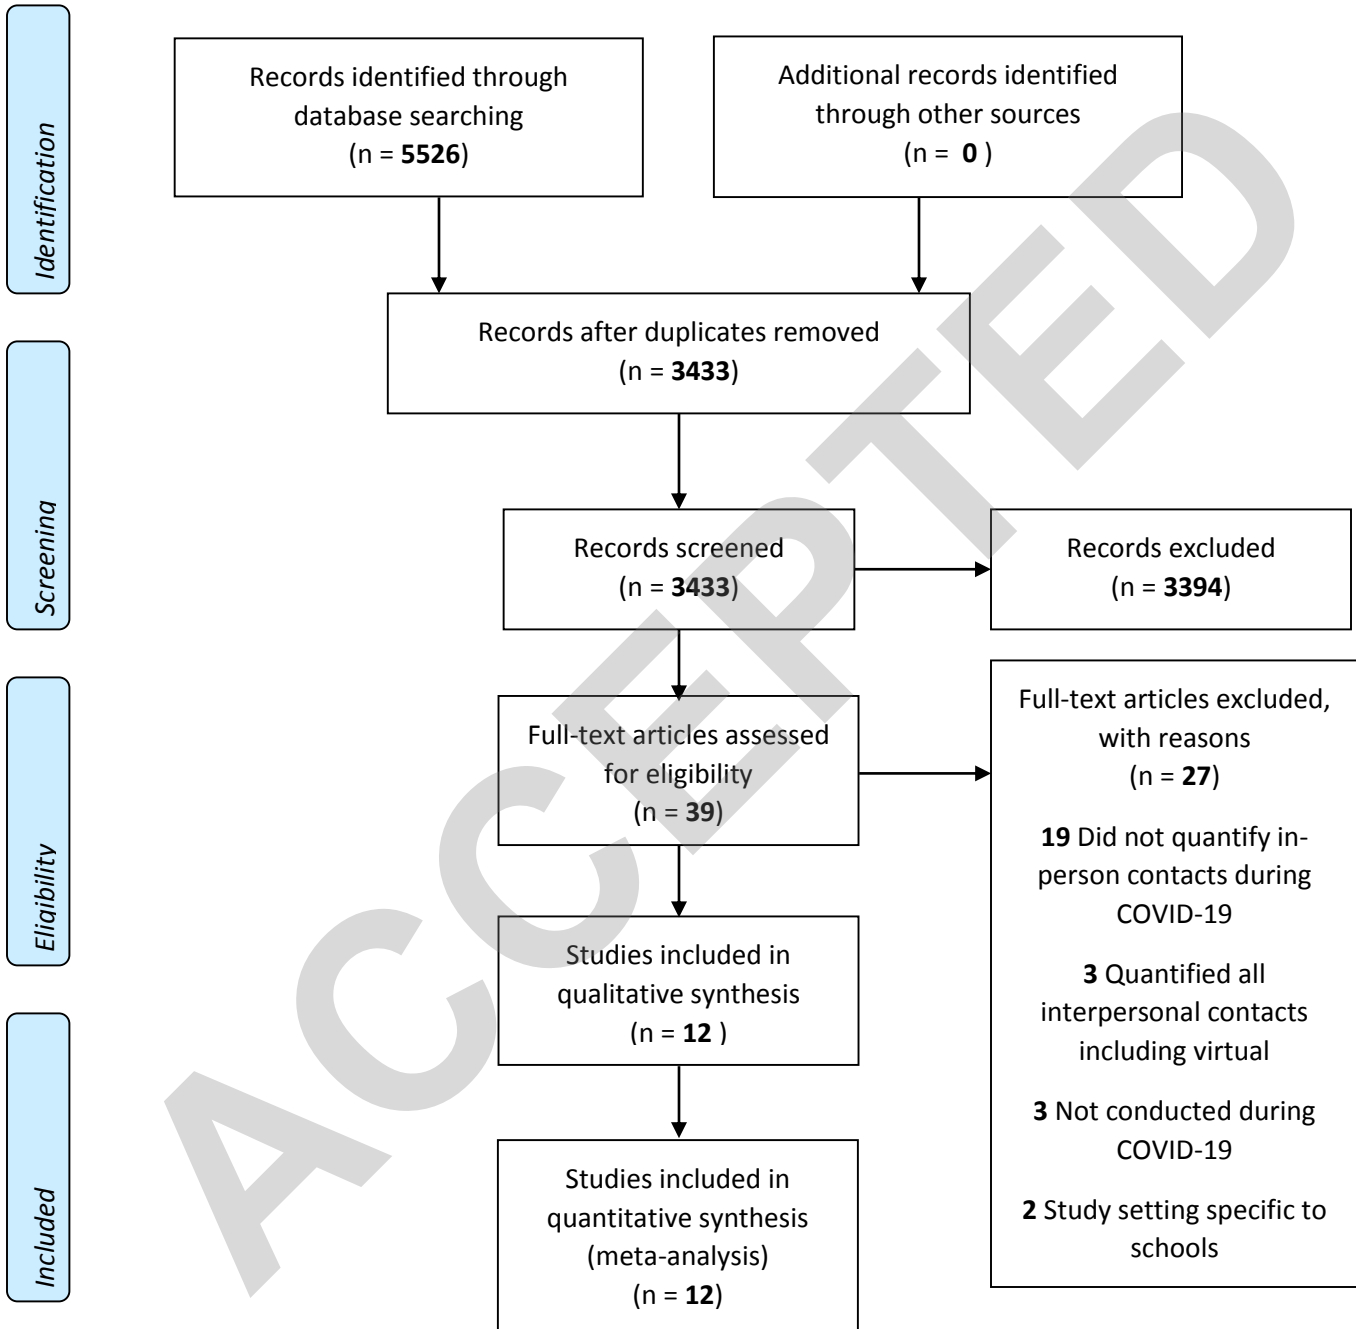 Identification
Records identified through
database searching
(n = 5526)
Additional records identified
through other sources
(n = 0 )
Records after duplicates removed
(n = 3433)
Screening
Records screened
(n = 3433)
Records excluded
(n = 3394)
Eligibility
Full-text articles assessed
for eligibility
(n = 39)
Full-text articles excluded,
with reasons
(n = 27)
19 Did not quantify in-
person contacts during
COVID-19
3 Quantified all
interpersonal contacts
including virtual
3 Not conducted during
COVID-19
2 Study setting specific to
schools
Studies included in
qualitative synthesis
(n = 12 )
Included
Studies included in
quantitative synthesis
(meta-analysis)
(n = 12)
ACCEPTED